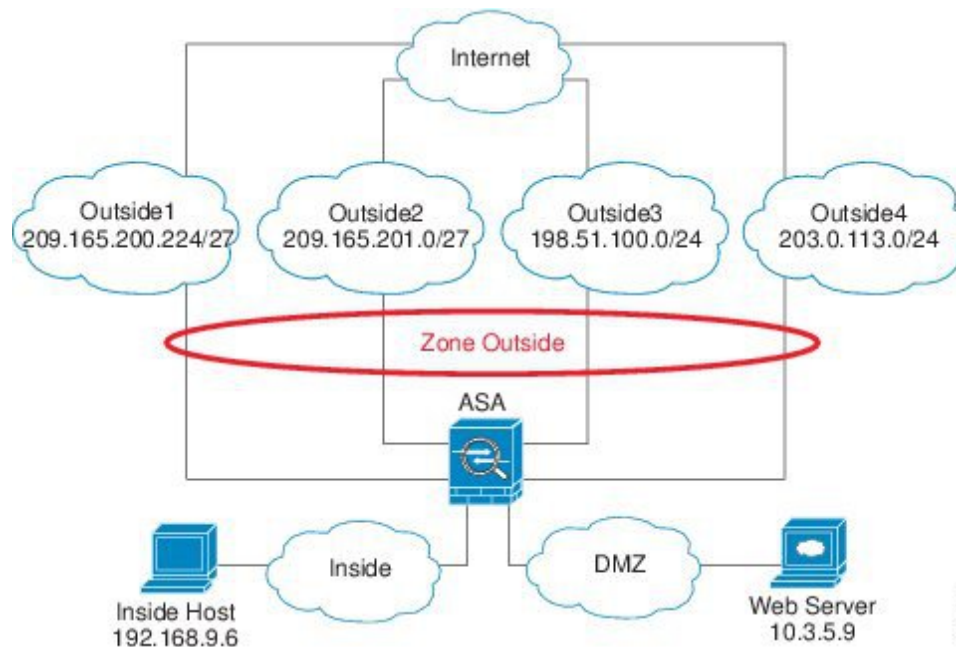 Internet
Outside1
209.165.200.224/27
Outside2
209.165.201.0/27
Outside3
198.51.100.0/24
Outside4
203.0.113.0/24
Zone Outside
ASA
Inside
DMZ
Inside Host
192.168.9.6
Web Server
10.3.5.9